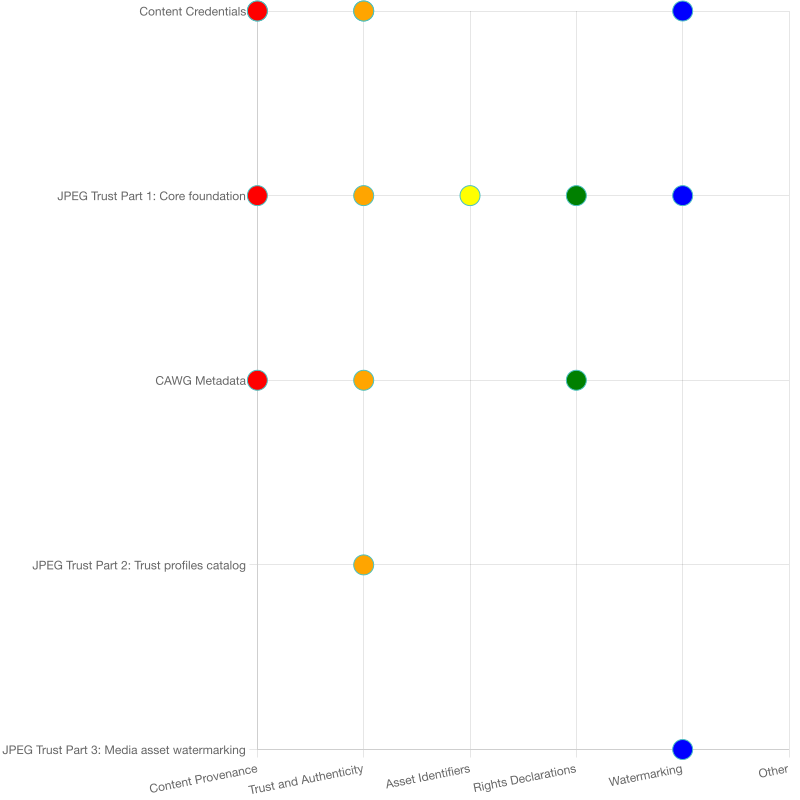 Content Credentials
JPEG Trust Part 1: Core foundation
CAWG Metadata
JPEG Trust Part 2: Trust profiles catalog
JPEG Trust Part 3: Media asset watermarking
Content Provenance
Trust and Authenticity
Asset Identifiers
Rights Declarations
Watermarking
Other